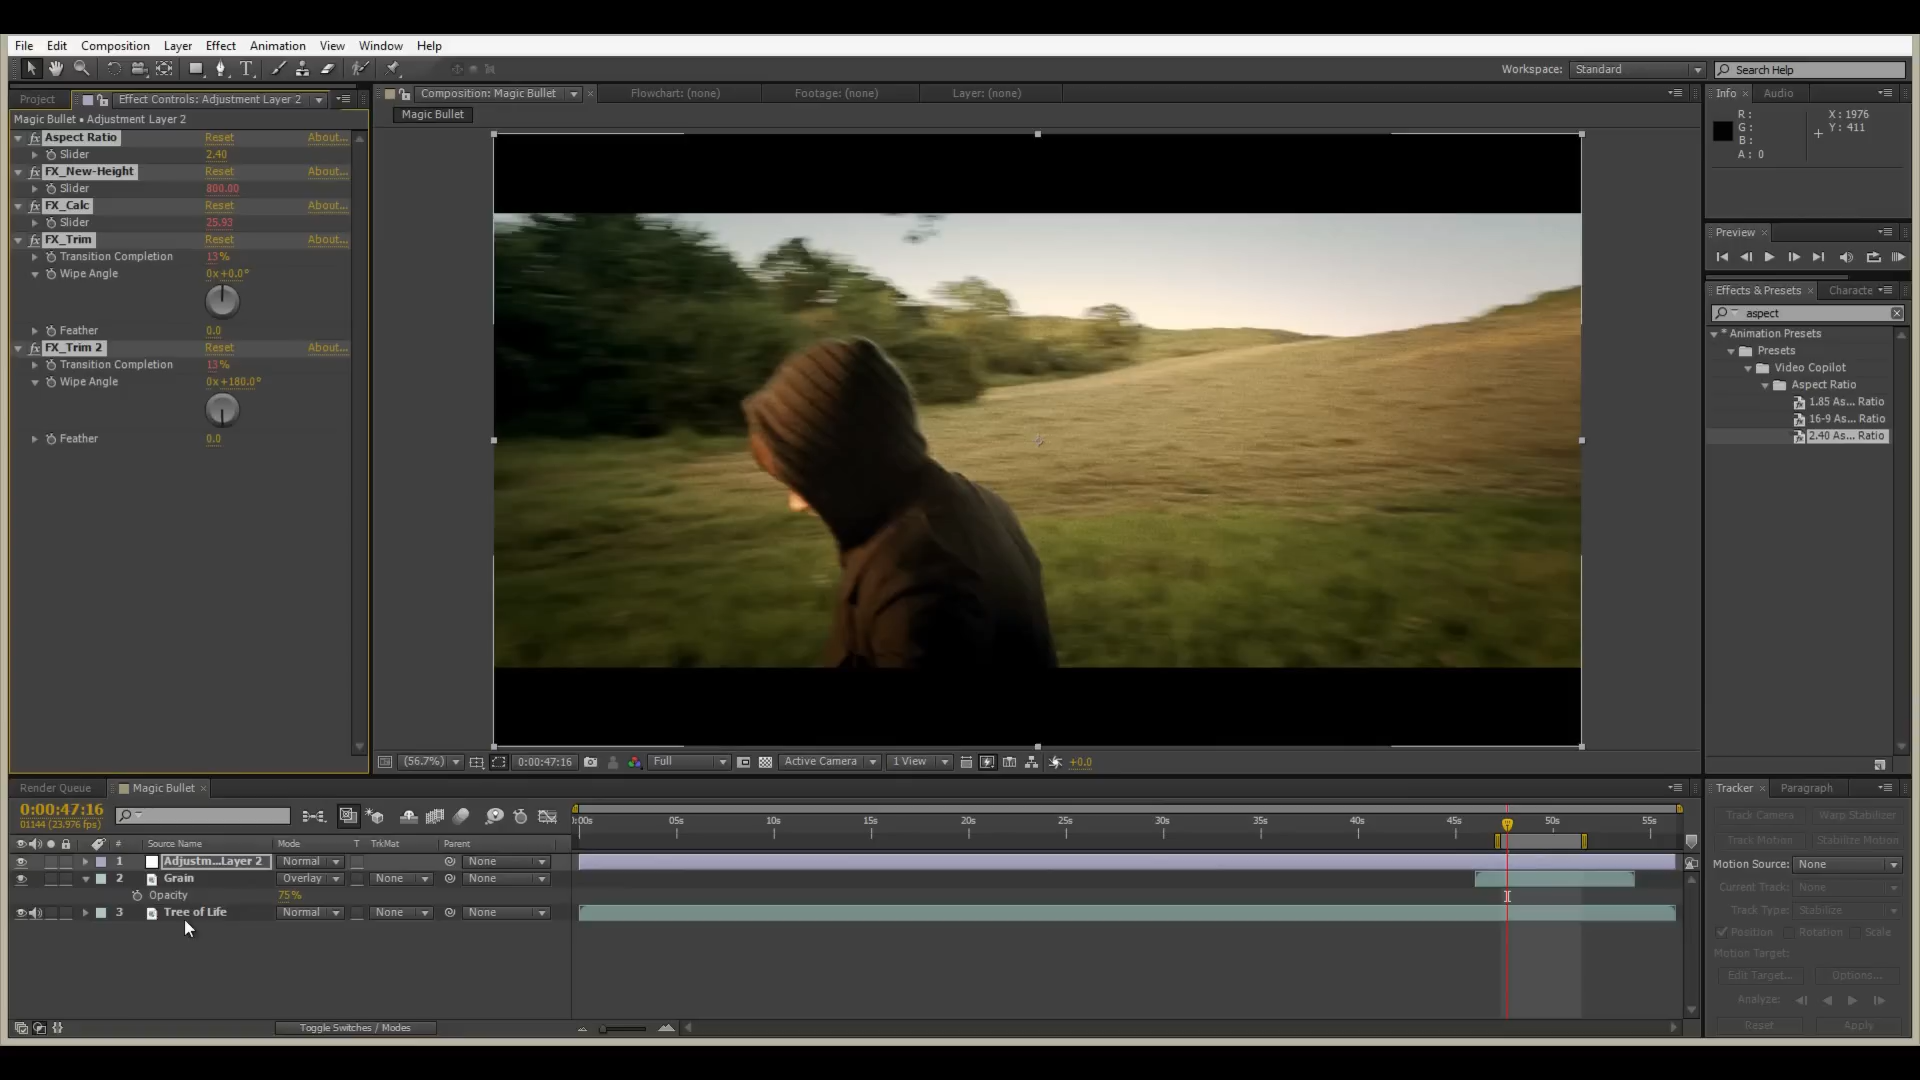 File Edit Composition Layer Effect Animation View Window Help
Workspace: Standard Search Help
Project Effect Controls: Adjustment Layer 2
Composition: Magic Bullet Flowchart: (none) Footage: (none) Layer: (none)
Info Audio
Magic Bullet • Adjustment Layer 2
Magic Bullet
R: X: 1976
G: Y: 411
B:
A: 0
Aspect Ratio Reset About...
Slider 2.40
FX_New-Height Reset About...
Slider 800.00
FX_Calc Reset About...
Slider 25.93
FX_Trim Reset About...
Transition Completion 13%
Wipe Angle 0x+0.0°
Feather 0.0
FX_Trim 2 Reset About...
Transition Completion 13%
Wipe Angle 0x+180.0°
Feather 0.0
Preview
Effects & Presets Characte
aspect
* Animation Presets
Presets
Video Copilot
Aspect Ratio
1.85 As... Ratio
16-9 As... Ratio
2.40 As... Ratio
(56.7%) 0:00:47:16 Full Active Camera 1 View +0.0
Render Queue Magic Bullet
0:00:47:16
01144 (23.976 fps)
:00s 05s 10s 15s 20s 25s 30s 35s 40s 45s 50s 55s
# Source Name Mode T TrkMat Parent
1 Adjustm...Layer 2 Normal None
2 Grain Overlay None None
Opacity 75%
3 Tree of Life Normal None None
Toggle Switches / Modes
Tracker Paragraph
Track Camera Warp Stabilizer
Track Motion Stabilize Motion
Motion Source: None
Current Track: None
Track Type: Stabilize
Position Rotation Scale
Motion Target:
Edit Target... Options...
Analyze:
Reset Apply